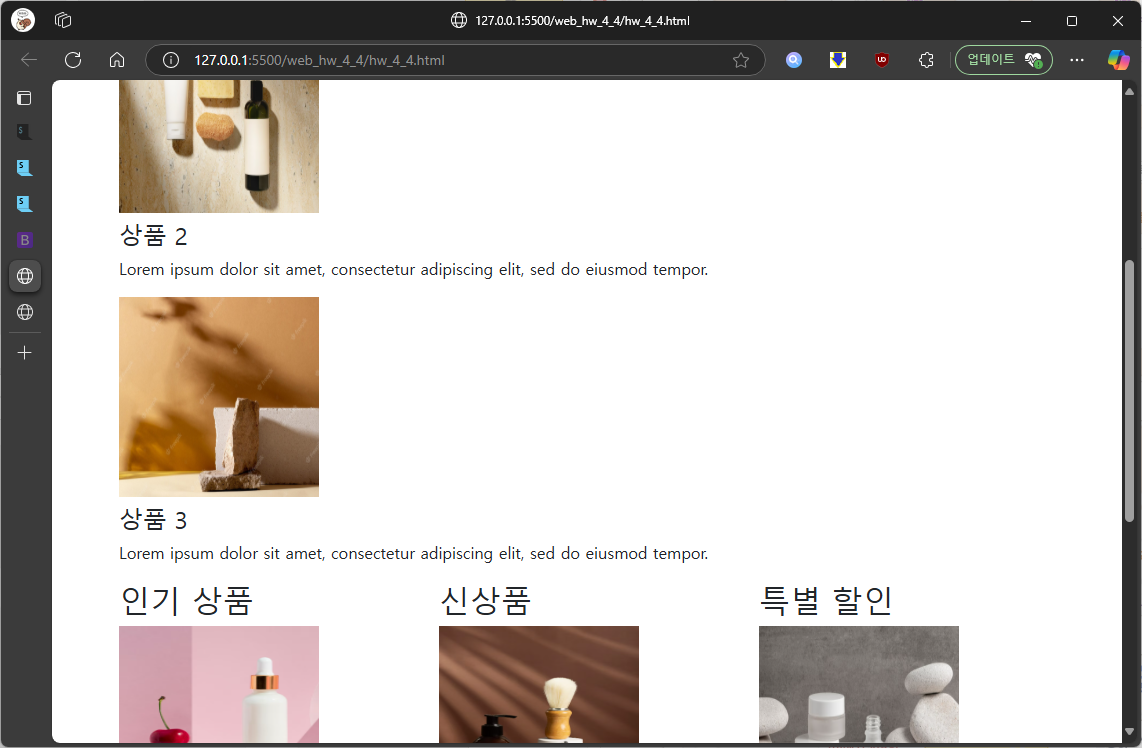 127.0.0.1:5500/web_hw_4_4/hw_4_4.html
127.0.0.1:5500/web_hw_4_4/hw_4_4.html
업데이트
상품 2
Lorem ipsum dolor sit amet, consectetur adipiscing elit, sed do eiusmod tempor.
상품 3
Lorem ipsum dolor sit amet, consectetur adipiscing elit, sed do eiusmod tempor.
인기 상품 신상품 특별 할인